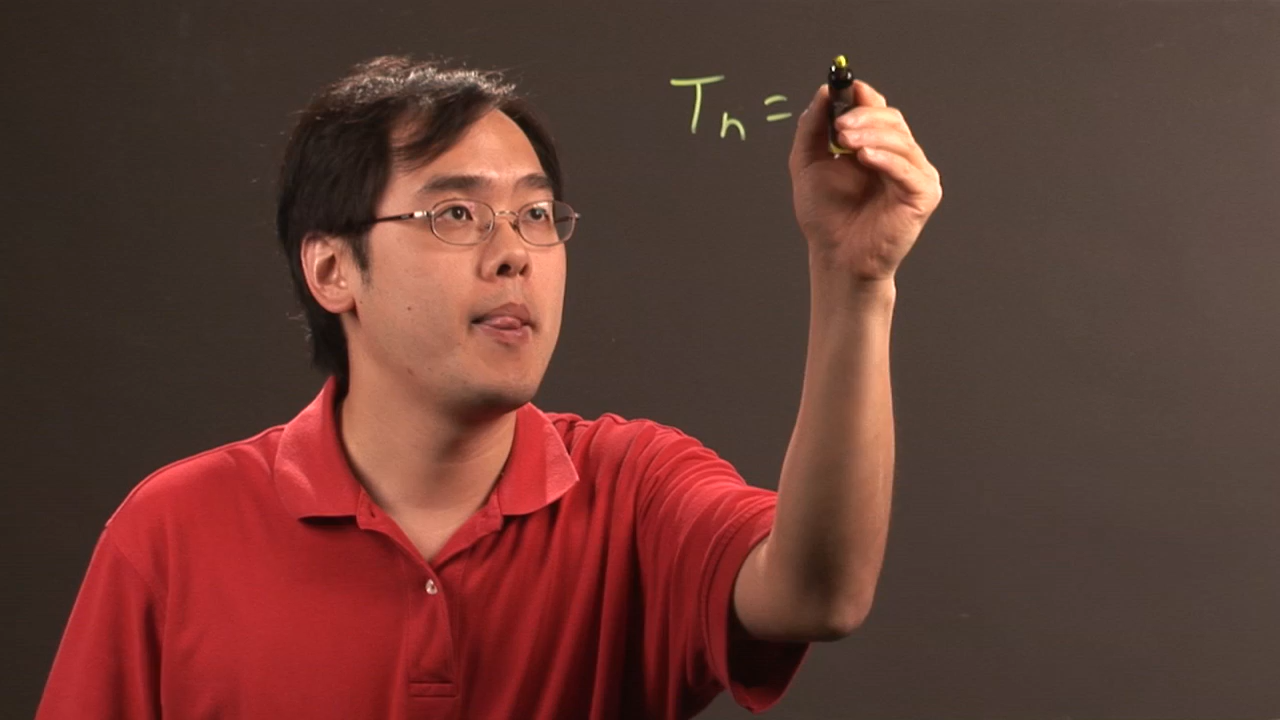 Tn =